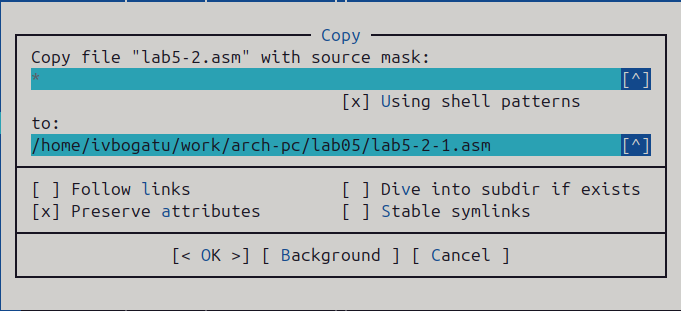 Copy
Copy file "lab5-2.asm" with source mask:
* [^]
[x] Using shell patterns
to:
/home/ivbogatu/work/arch-pc/lab05/lab5-2-1.asm [^]
[ ] Follow links [ ] Dive into subdir if exists
[x] Preserve attributes [ ] Stable symlinks
[< OK >] [ Background ] [ Cancel ]